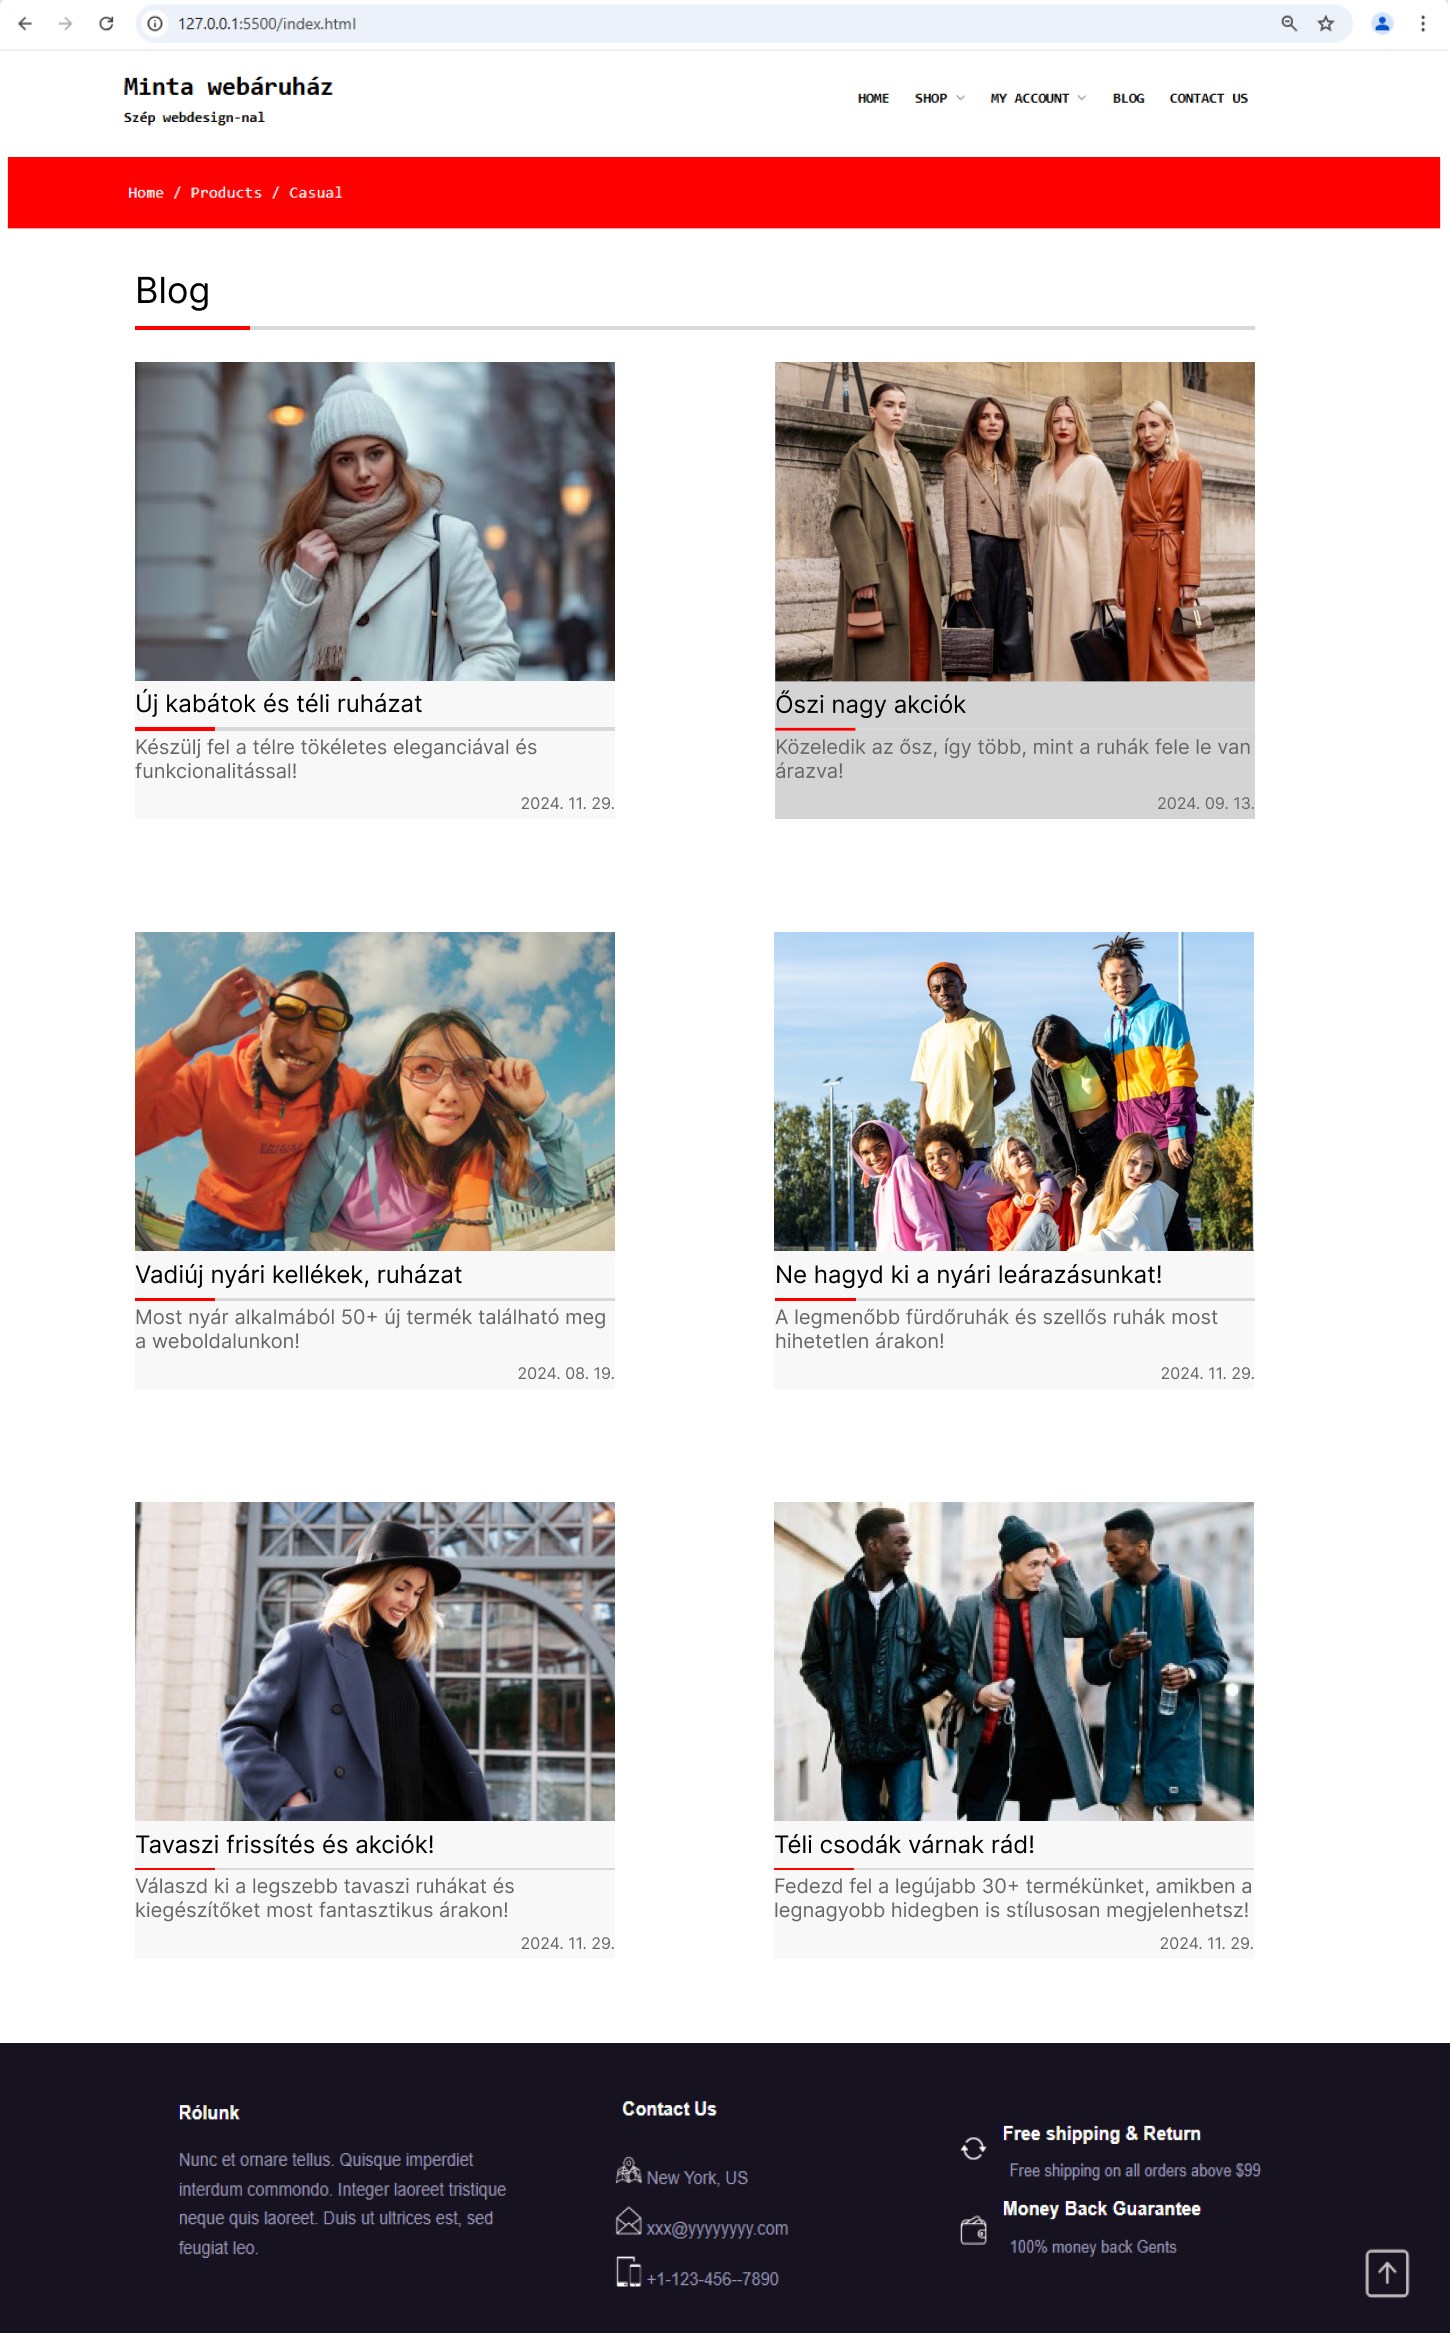 127.0.0.1:5500/index.html
Minta webáruház
Szép webdesign-nal
HOME SHOP MY ACCOUNT BLOG CONTACT US
Home / Products / Casual
Blog
Új kabátok és téli ruházat
Készülj fel a télre tökéletes eleganciával és
funkcionalitással!
2024. 11. 29.
Őszi nagy akciók
Közeledik az ősz, így több, mint a ruhák fele le van
árazva!
2024. 09. 13.
Vadiúj nyári kellékek, ruházat
Most nyár alkalmából 50+ új termék található meg
a weboldalunkon!
2024. 08. 19.
Ne hagyd ki a nyári leárazásunkat!
A legmenőbb fürdőruhák és szellős ruhák most
hihetetlen árakon!
2024. 11. 29.
Tavaszi frissítés és akciók!
Válaszd ki a legszebb tavaszi ruhákat és
kiegészítőket most fantasztikus árakon!
2024. 11. 29.
Téli csodák várnak rád!
Fedezd fel a legújabb 30+ termékünket, amikben a
legnagyobb hidegben is stílusosan megjelenhetsz!
2024. 11. 29.
Rólunk
Nunc et ornare tellus. Quisque imperdiet
interdum commondo. Integer laoreet tristique
neque quis laoreet. Duis ut ultrices est, sed
feugiat leo.
Contact Us
New York, US
xxx@yyyyyyyy.com
+1-123-456--7890
Free shipping & Return
Free shipping on all orders above $99
Money Back Guarantee
100% money back Gents